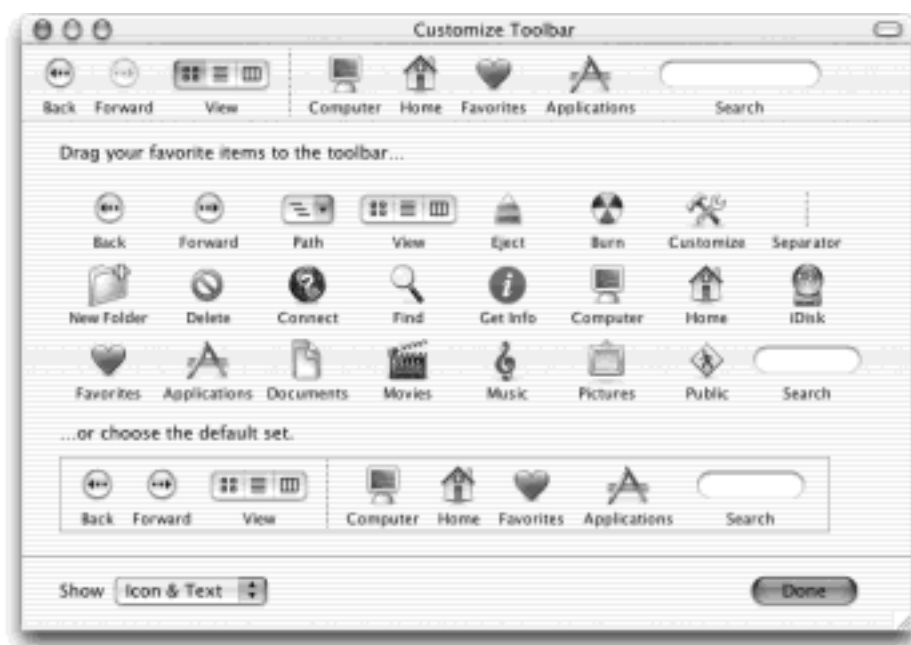 Customize Toolbar
Back Forward View Computer Home Favorites Applications Search
Drag your favorite items to the toolbar...
Back Forward Path View Eject Burn Customize Separator
New Folder Delete Connect Find Get Info Computer Home iDisk
Favorites Applications Documents Movies Music Pictures Public Search
...or choose the default set.
Back Forward View Computer Home Favorites Applications Search
Show Icon & Text Done